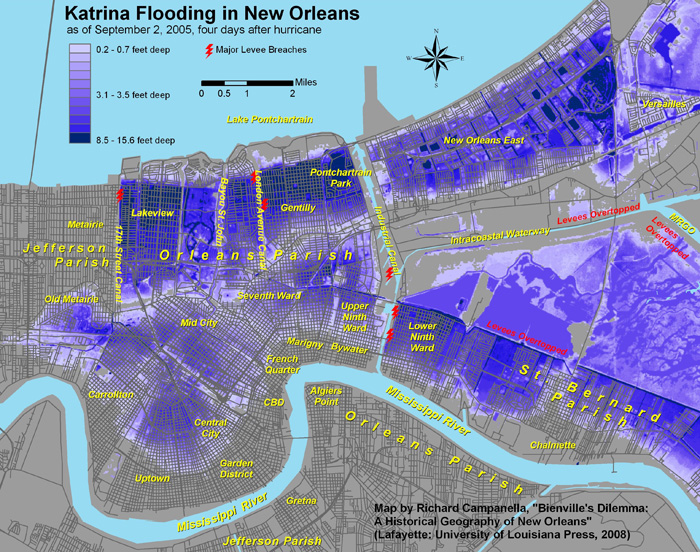 Katrina Flooding in New Orleans
as of September 2, 2005, four days after hurricane
0.2 - 0.7 feet deep
3.1 - 3.5 feet deep
8.5 - 15.6 feet deep
Major Levee Breaches
Miles
0 0.5 1 2
N
W E
S
Lake Pontchartrain
Versailles
New Orleans East
Pontchartrain
Park
Lakeview
Bayou St. John
London Avenue Canal
Gentilly
Metairie
17th Street Canal
Jefferson
Parish
Orleans Parish
Industrial Canal
Intracoastal Waterway
Levees Overtopped
MRGO
Levees
Overtopped
Old Metairie
Seventh Ward
Mid City
Upper
Ninth
Ward
Lower
Ninth
Ward
Levees Overtopped
Marigny - Bywater
French
Quarter
St. Bernard
Parish
Carrollton
CBD
Algiers
Point
Mississippi River
Central
City
Orleans Parish
Chalmette
Garden
District
Uptown
Gretna
Mississippi River
Jefferson Parish
Map by Richard Campanella, "Bienville's Dilemma:
A Historical Geography of New Orleans"
(Lafayette: University of Louisiana Press, 2008)